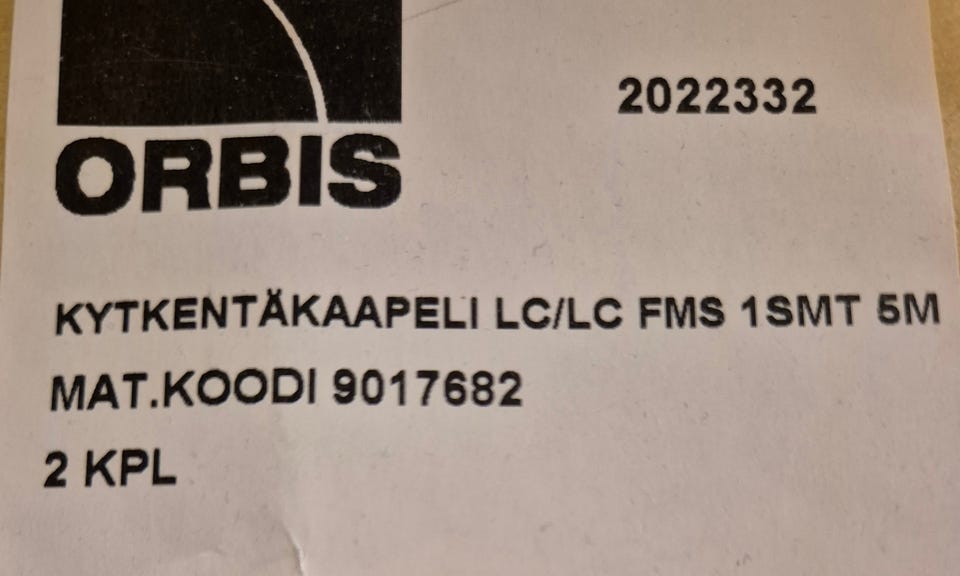 2022332
ORBIS
KYTKENTÄKAAPELI LC/LC FMS 1SMT 5M
MAT.KOODI 9017682
2 KPL